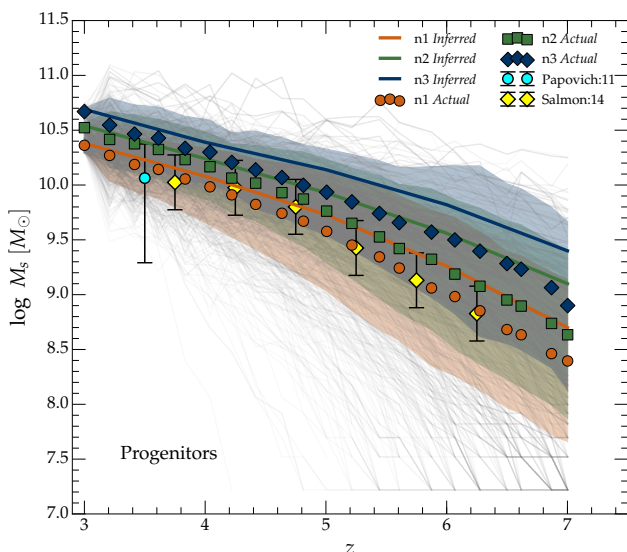 11.5
11.0
10.5
10.0
9.5
9.0
8.5
8.0
7.5
7.0
log M_s [M_⊙]
n1 Inferred
n2 Inferred
n3 Inferred
n1 Actual
n2 Actual
n3 Actual
Papovich:11
Salmon:14
Progenitors
3 4 5 6 7
z